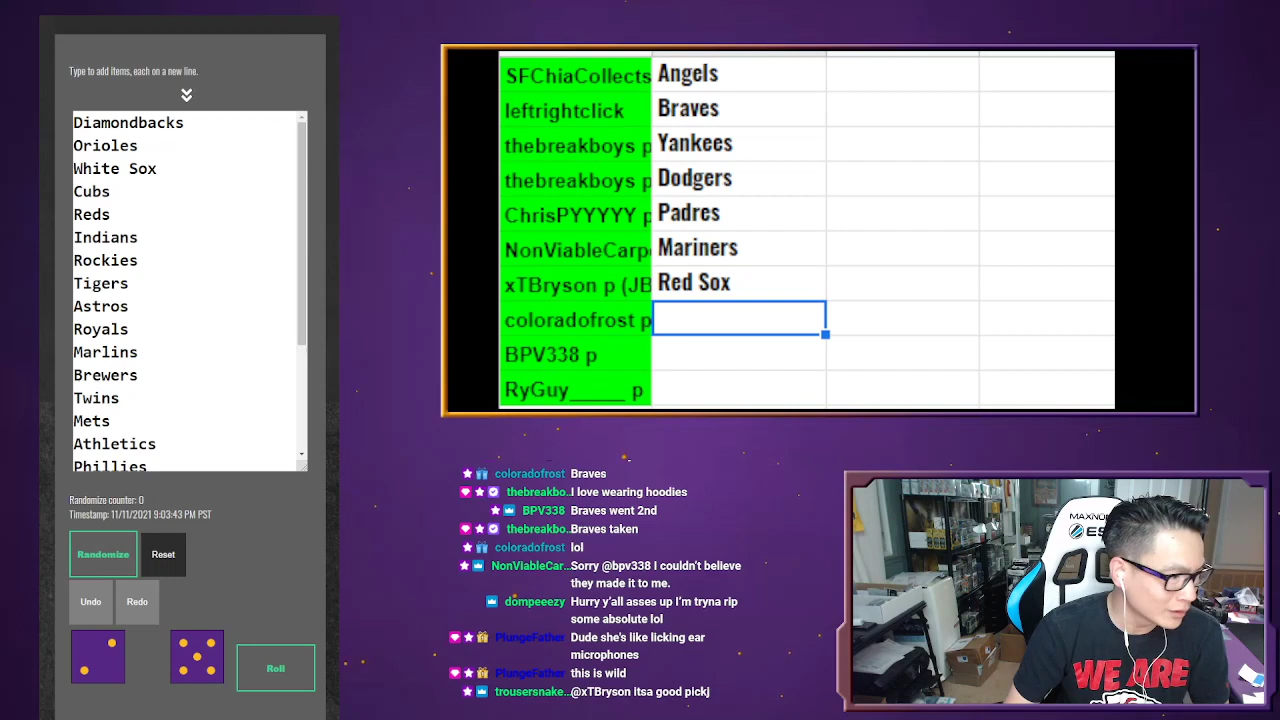 Type to add items, each on a new line.
Diamondbacks
Orioles
White Sox
Cubs
Reds
Indians
Rockies
Tigers
Astros
Royals
Marlins
Brewers
Twins
Mets
Athletics
Phillies
Randomize counter: 0
Timestamp: 11/11/2021 9:03:43 PM PST
Randomize
Reset
Undo
Redo
Roll
SFChiaCollects Angels
leftrightclick Braves
thebreakboys p Yankees
thebreakboys p Dodgers
ChrisPYYYYY p Padres
NonViableCarp Mariners
xTBryson p (JB Red Sox
coloradofrost p
BPV338 p
RyGuy______ p
coloradofrost Braves
thebreakbo... I love wearing hoodies
BPV338 Braves went 2nd
thebreakbo... Braves taken
coloradofrost lol
NonViableCar... Sorry @bpv338 I couldn't believe
they made it to me.
dompeeezy Hurry y'all asses up I'm tryna rip
some absolute lol
PlungeFather Dude she's like licking ear
microphones
PlungeFather this is wild
trousersnake... @xTBryson Itsa good pickj
MAXNOM
WE ARE